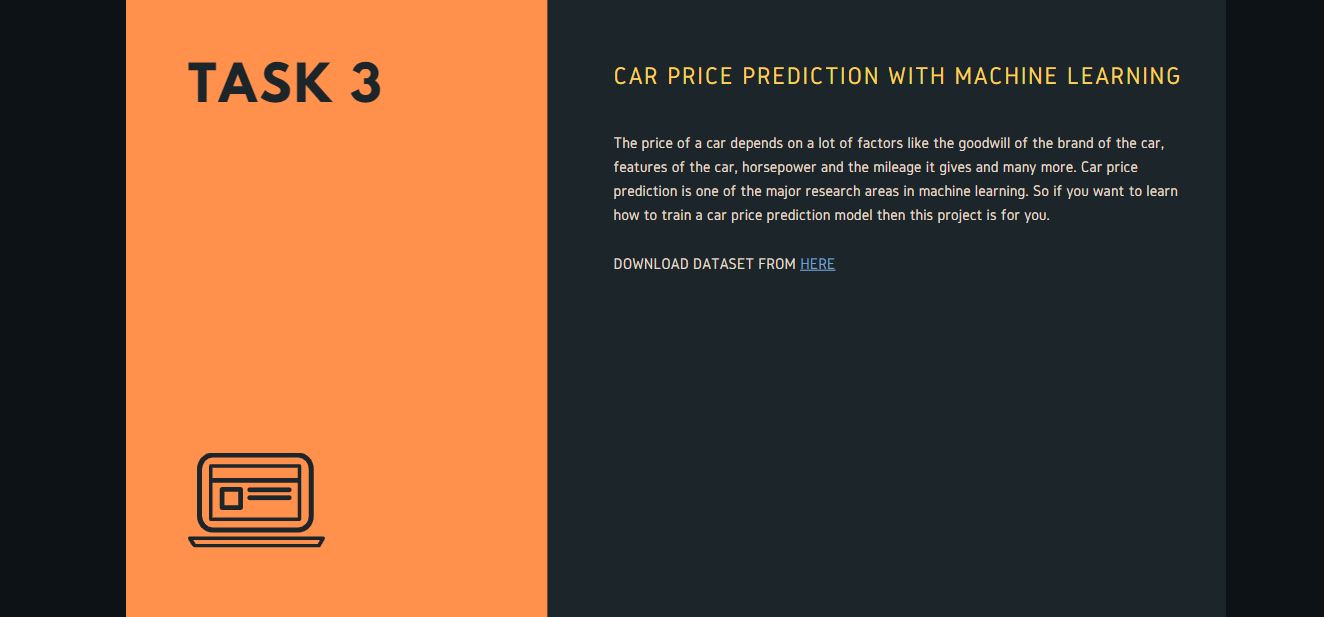 TASK 3
CAR PRICE PREDICTION WITH MACHINE LEARNING
The price of a car depends on a lot of factors like the goodwill of the brand of the car,
features of the car, horsepower and the mileage it gives and many more. Car price
prediction is one of the major research areas in machine learning. So if you want to learn
how to train a car price prediction model then this project is for you.
DOWNLOAD DATASET FROM HERE